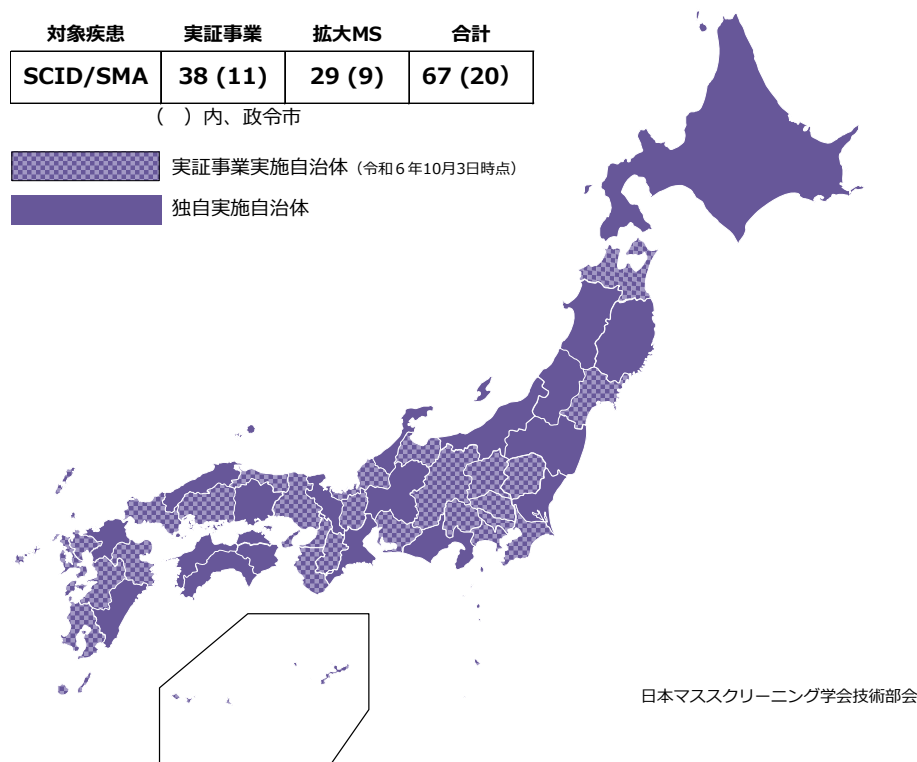 対象疾患 実証事業 拡大MS 合計
SCID/SMA 38 (11) 29 (9) 67 (20）
（　）内、政令市
実証事業実施自治体（令和６年10月3日時点）
独自実施自治体
日本マススクリーニング学会技術部会